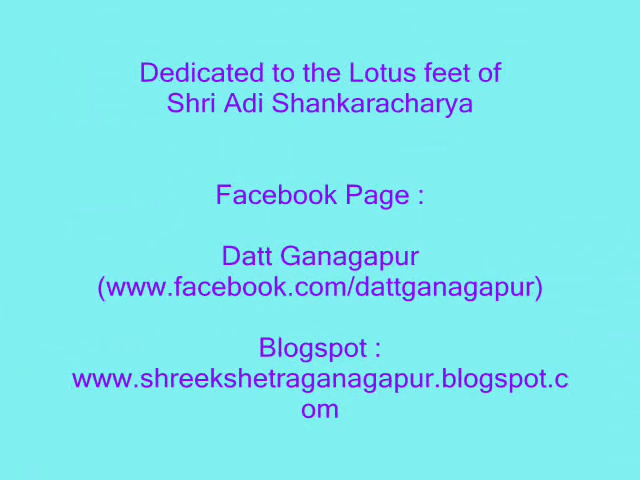 Dedicated to the Lotus feet of
Shri Adi Shankaracharya
Facebook Page :
Datt Ganagapur
(www.facebook.com/dattganagapur)
Blogspot :
www.shreekshetraganagapur.blogspot.c
om